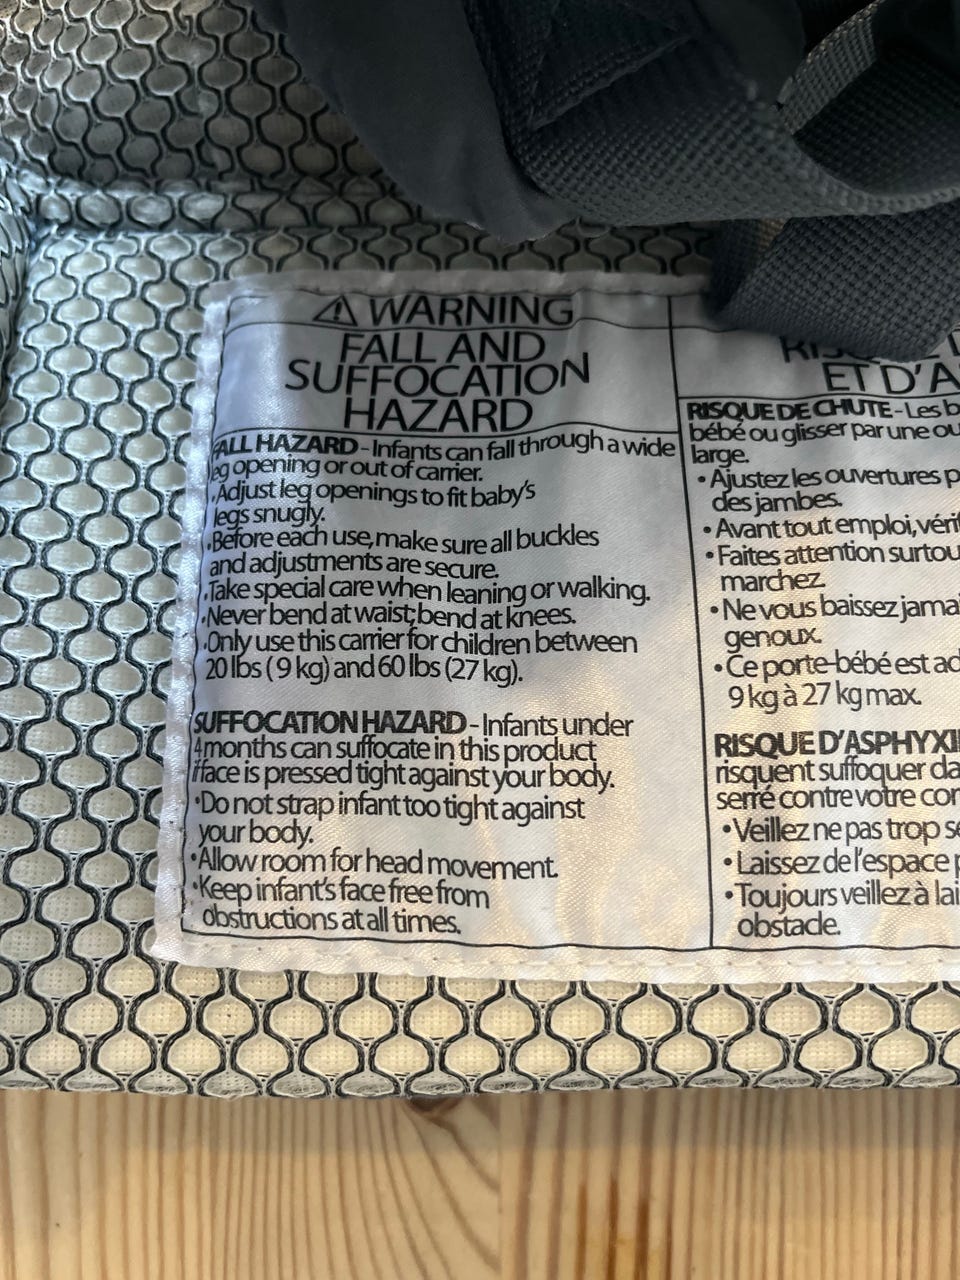 ⚠ WARNING
FALL AND
SUFFOCATION
HAZARD
FALL HAZARD - Infants can fall through a wide
leg opening or out of carrier.
•Adjust leg openings to fit baby's
legs snugly.
•Before each use, make sure all buckles
and adjustments are secure.
•Take special care when leaning or walking.
•Never bend at waist; bend at knees.
•Only use this carrier for children between
20 lbs ( 9 kg) and 60 lbs (27 kg).
SUFFOCATION HAZARD - Infants under
4 months can suffocate in this product
if face is pressed tight against your body.
•Do not strap infant too tight against
your body.
•Allow room for head movement.
•Keep infant's face free from
obstructions at all times.
ET D'A
RISQUE DE CHUTE - Les b
bébé ou glisser par une ou
large.
• Ajustez les ouvertures p
des jambes.
• Avant tout emploi, vérif
• Faites attention surtou
marchez.
• Ne vous baissez jamai
genoux.
• Ce porte-bébé est ad
9 kg à 27 kg max.
RISQUE D'ASPHYXI
risquent suffoquer da
serré contre votre cor
• Veillez ne pas trop se
• Laissez de l'espace p
• Toujours veillez à lai
obstacle.